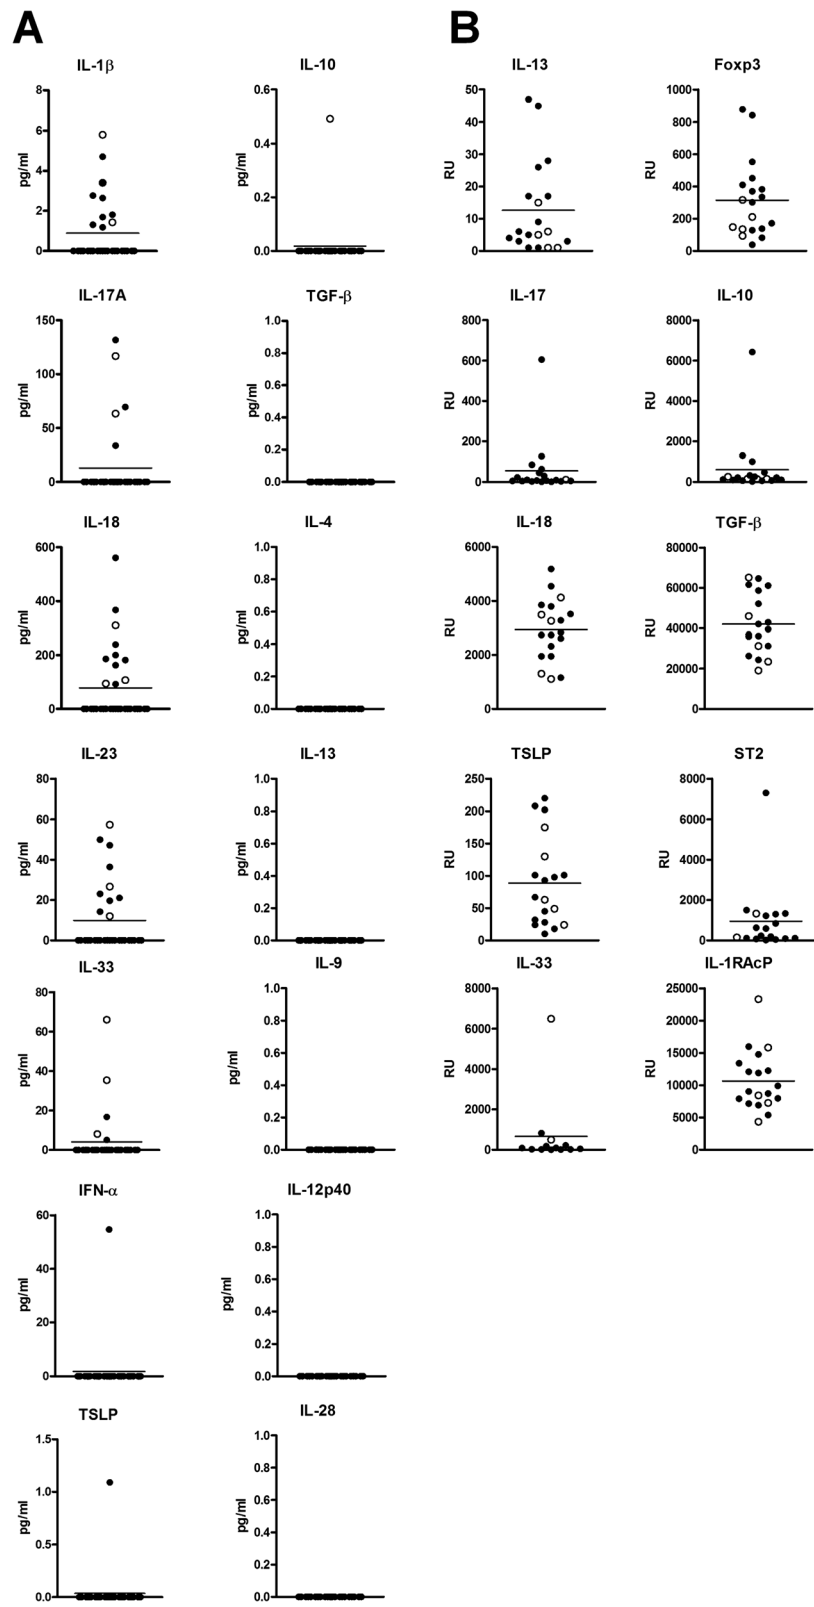 A
IL-1β
pg/ml
8
6
4
2
0
IL-10
pg/ml
0.6
0.4
0.2
0.0
IL-17A
pg/ml
150
100
50
0
TGF-β
pg/ml
1.0
0.8
0.6
0.4
0.2
0.0
IL-18
pg/ml
600
400
200
0
IL-4
pg/ml
1.0
0.8
0.6
0.4
0.2
0.0
IL-23
pg/ml
80
60
40
20
0
IL-13
pg/ml
1.0
0.8
0.6
0.4
0.2
0.0
IL-33
pg/ml
80
60
40
20
0
IL-9
pg/ml
1.0
0.8
0.6
0.4
0.2
0.0
IFN-α
pg/ml
60
40
20
0
IL-12p40
pg/ml
1.0
0.8
0.6
0.4
0.2
0.0
TSLP
pg/ml
1.5
1.0
0.5
0.0
IL-28
pg/ml
1.0
0.8
0.6
0.4
0.2
0.0
B
IL-13
RU
50
40
30
20
10
0
Foxp3
RU
1000
800
600
400
200
0
IL-17
RU
800
600
400
200
0
IL-10
RU
8000
6000
4000
2000
0
IL-18
RU
6000
4000
2000
0
TGF-β
RU
80000
60000
40000
20000
0
TSLP
RU
250
200
150
100
50
0
ST2
RU
8000
6000
4000
2000
0
IL-33
RU
8000
6000
4000
2000
0
IL-1RAcP
RU
25000
20000
15000
10000
5000
0